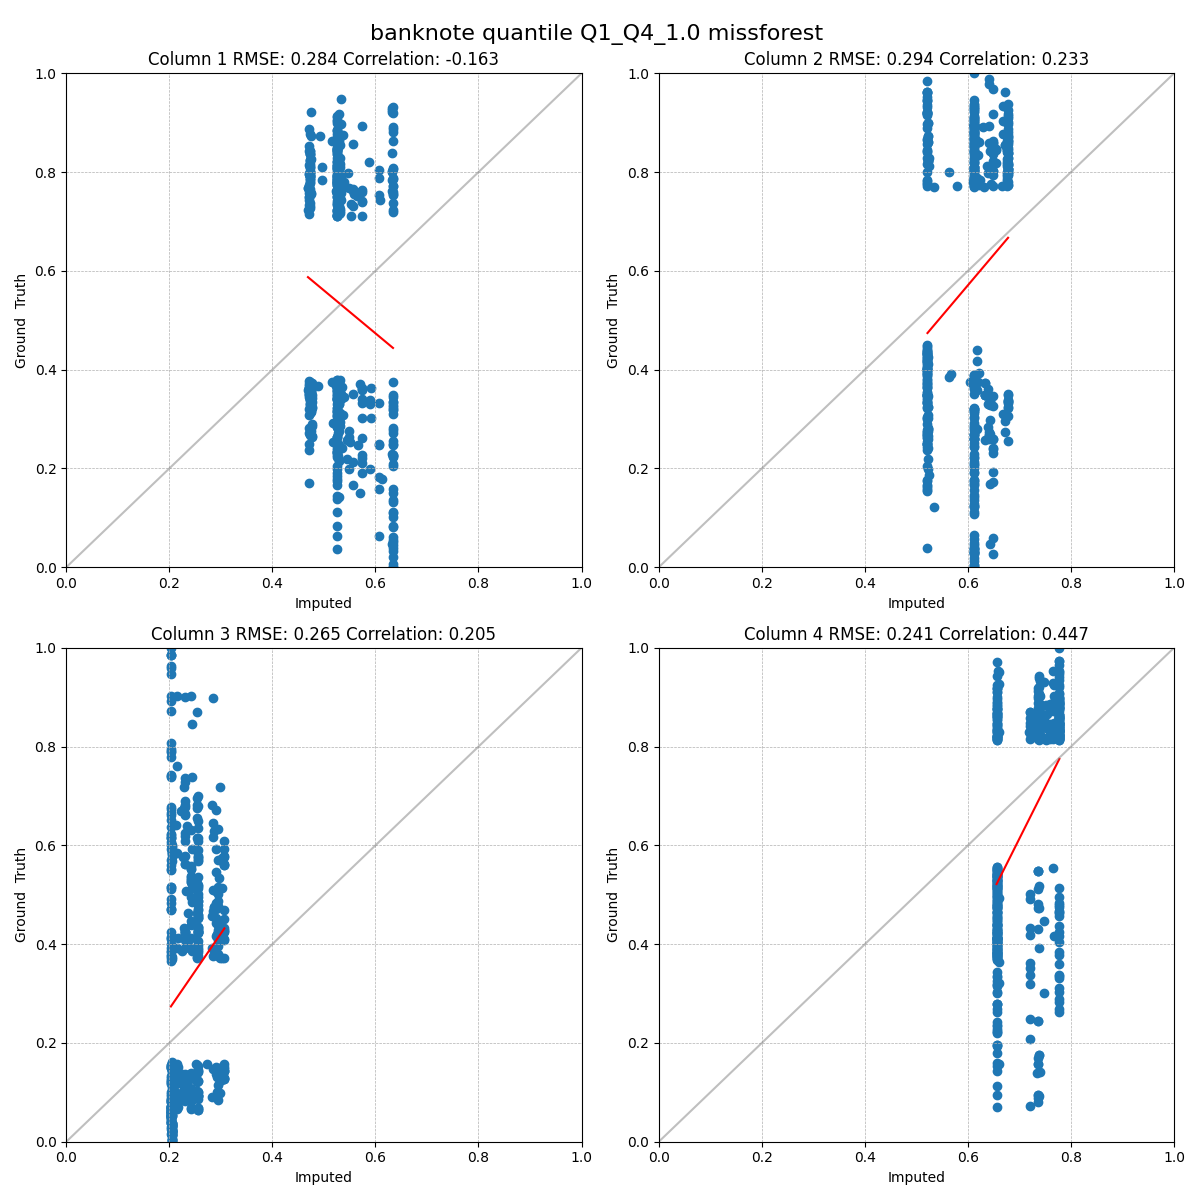 banknote quantile Q1_Q4_1.0 missforest
Column 1 RMSE: 0.284 Correlation: -0.163
1.0
0.8
0.6
0.4
0.2
0.0
Ground Truth
0.0 0.2 0.4 0.6 0.8 1.0
Imputed
Column 2 RMSE: 0.294 Correlation: 0.233
1.0
0.8
0.6
0.4
0.2
0.0
Ground Truth
0.0 0.2 0.4 0.6 0.8 1.0
Imputed
Column 3 RMSE: 0.265 Correlation: 0.205
1.0
0.8
0.6
0.4
0.2
0.0
Ground Truth
0.0 0.2 0.4 0.6 0.8 1.0
Imputed
Column 4 RMSE: 0.241 Correlation: 0.447
1.0
0.8
0.6
0.4
0.2
0.0
Ground Truth
0.0 0.2 0.4 0.6 0.8 1.0
Imputed